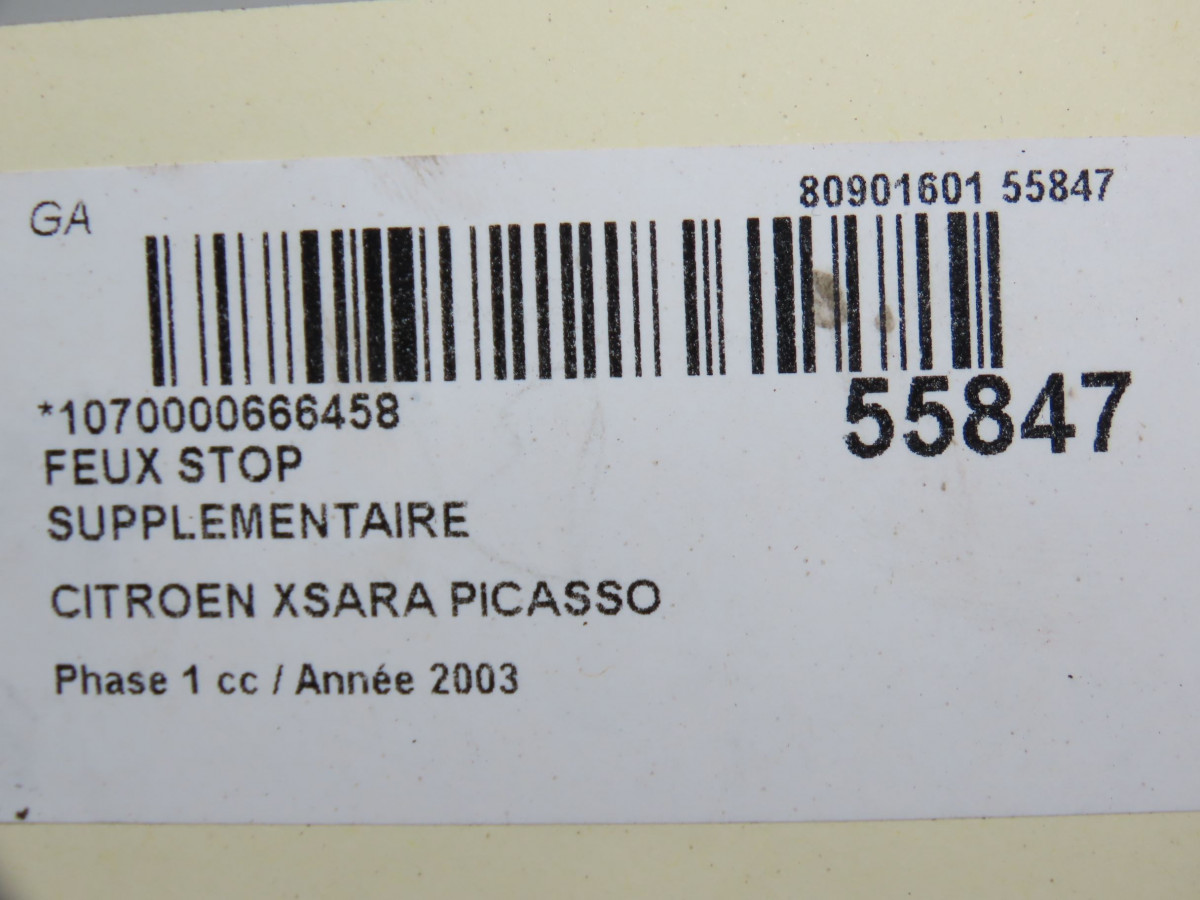 GA
80901601 55847
*1070000666458
55847
FEUX STOP
SUPPLEMENTAIRE
CITROEN XSARA PICASSO
Phase 1 cc / Année 2003